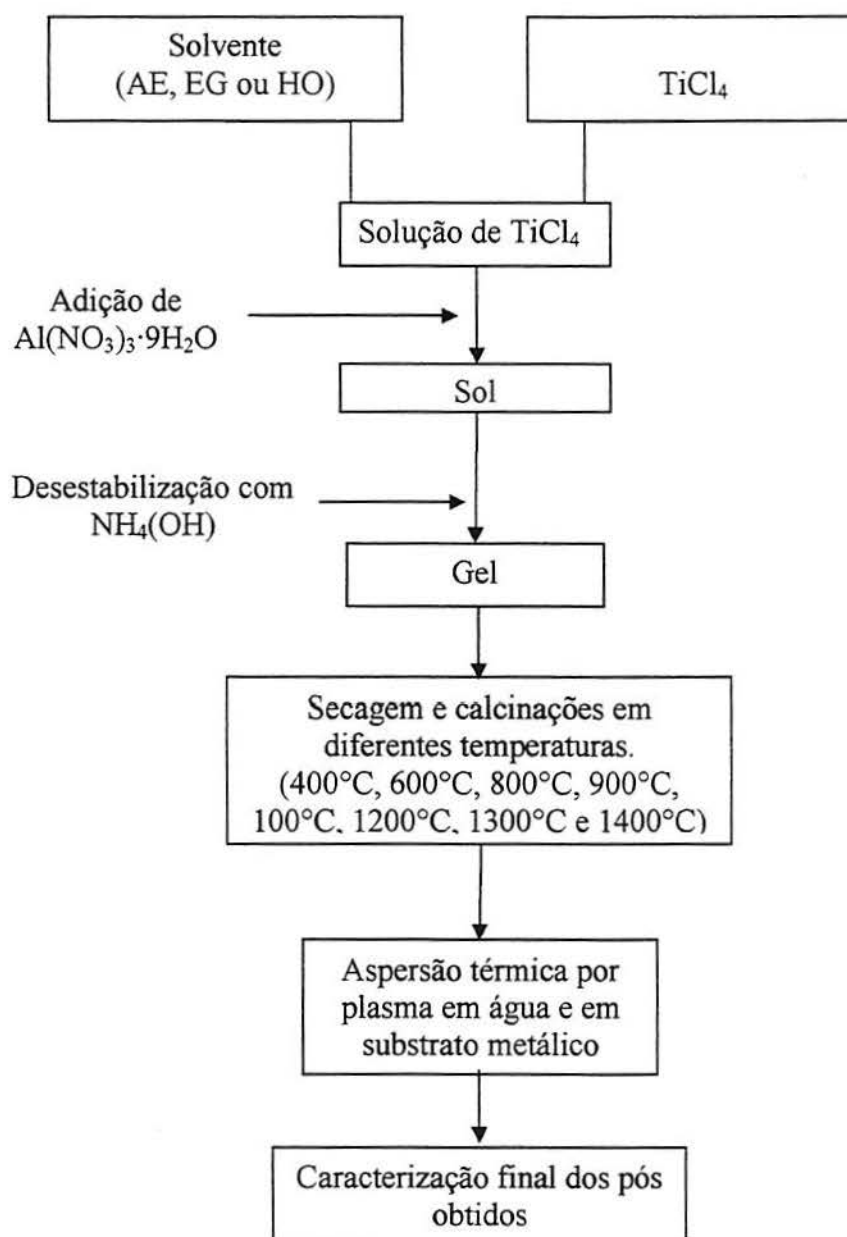 Solvente
(AE, EG ou HO)
TiCl₄
Solução de TiCl₄
Adição de
Al(NO₃)₃·9H₂O
Sol
Desestabilização com
NH₄(OH)
Gel
Secagem e calcinações em
diferentes temperaturas.
(400°C, 600°C, 800°C, 900°C,
100°C, 1200°C, 1300°C e 1400°C)
Aspersão térmica por
plasma em água e em
substrato metálico
Caracterização final dos pós
obtidos